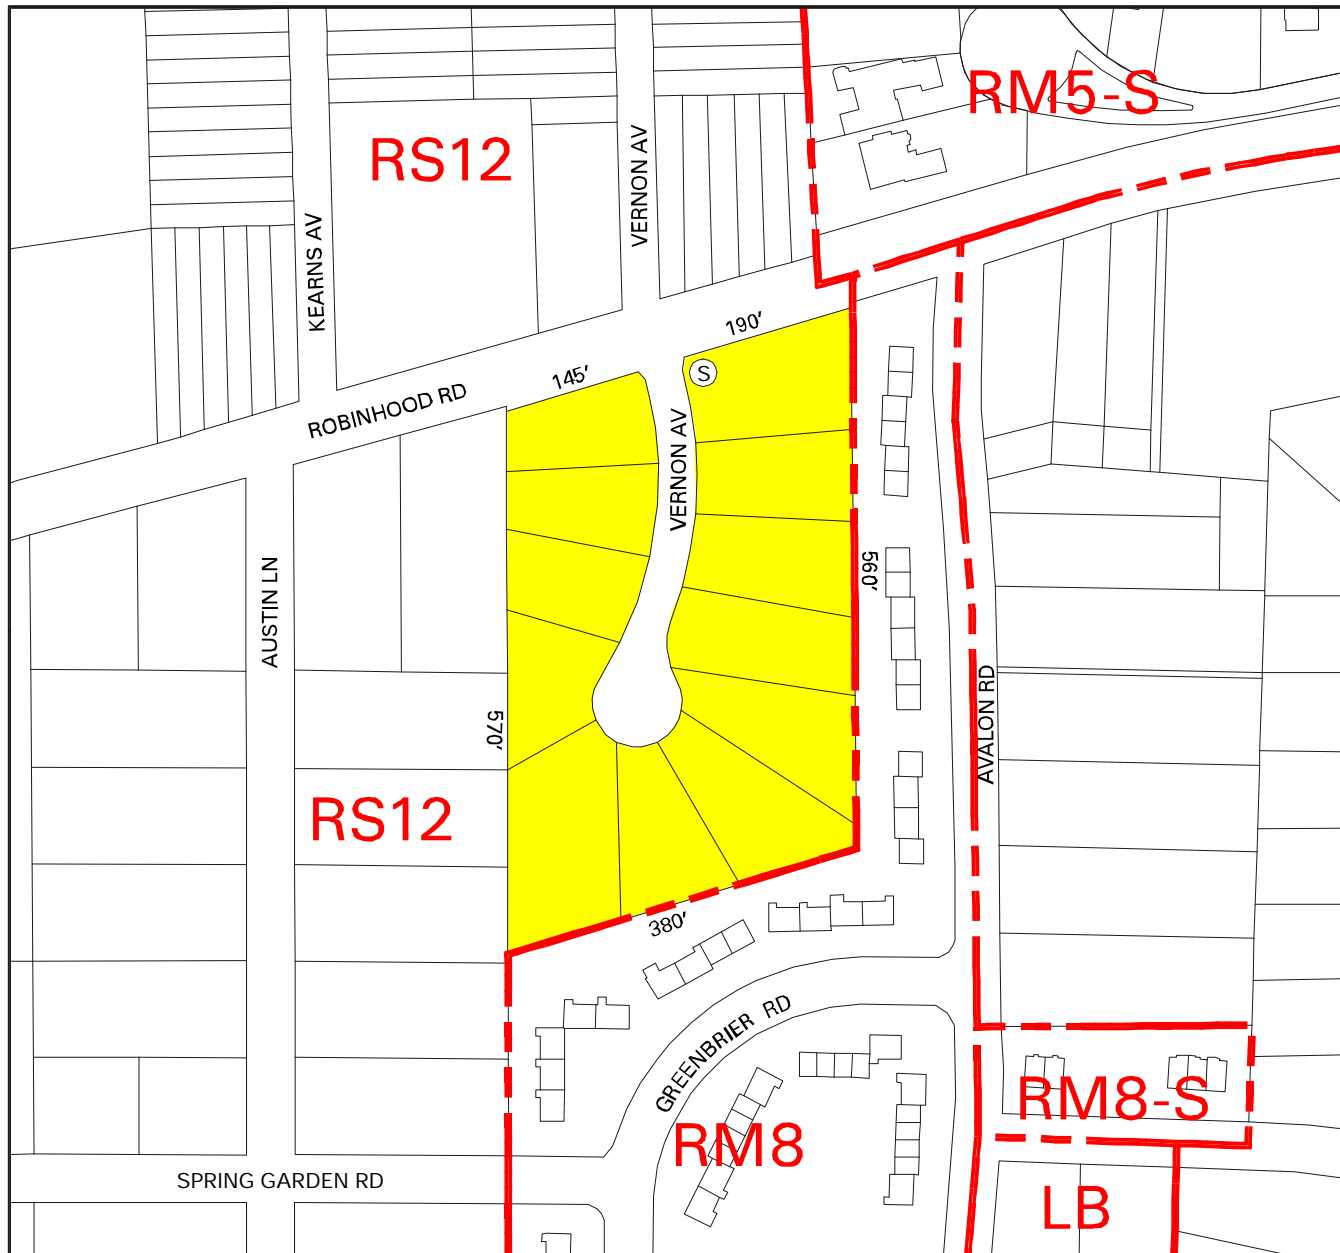 RM5-S
RS12
VERNON AV
KEARNS AV
190'
145'
S
ROBINHOOD RD
VERNON AV
560'
AUSTIN LN
570'
AVALON RD
RS12
380'
GREENBRIER RD
RM8-S
RM8
SPRING GARDEN RD
LB